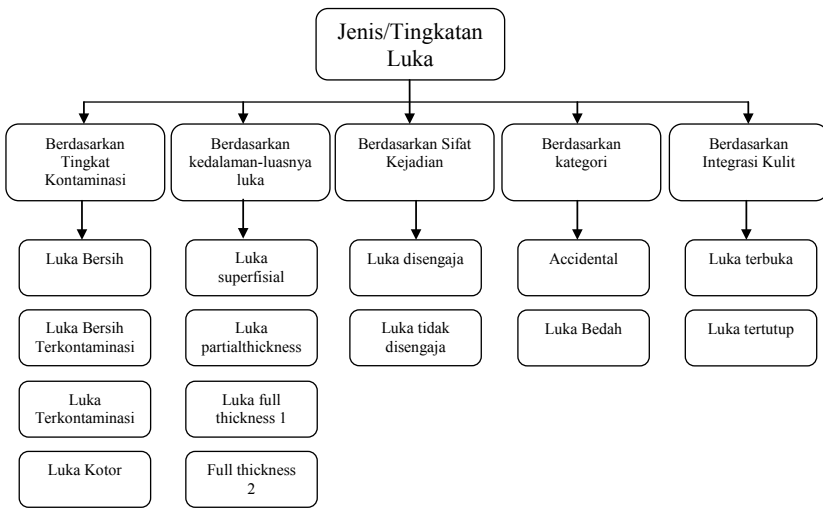 Jenis/Tingkatan
Luka
Berdasarkan
Tingkat
Kontaminasi
Berdasarkan
kedalaman-luasnya
luka
Berdasarkan Sifat
Kejadian
Berdasarkan
kategori
Berdasarkan
Integrasi Kulit
Luka Bersih
Luka
superfisial
Luka disengaja
Accidental
Luka terbuka
Luka Bersih
Terkontaminasi
Luka
partialthickness
Luka tidak
disengaja
Luka Bedah
Luka tertutup
Luka
Terkontaminasi
Luka full
thickness 1
Luka Kotor
Full thickness
2